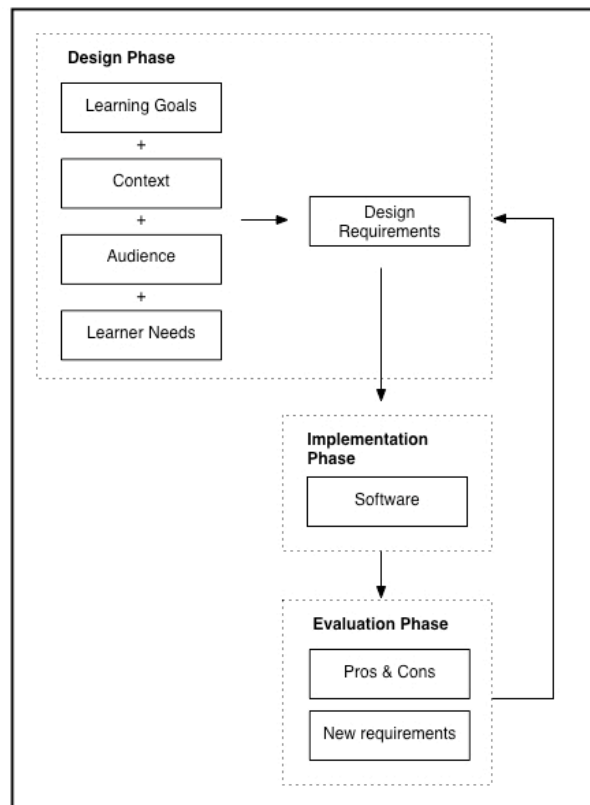 Design Phase
Learning Goals
+
Context
+
Audience
+
Learner Needs
Design
Requirements
Implementation
Phase
Software
Evaluation Phase
Pros & Cons
New requirements